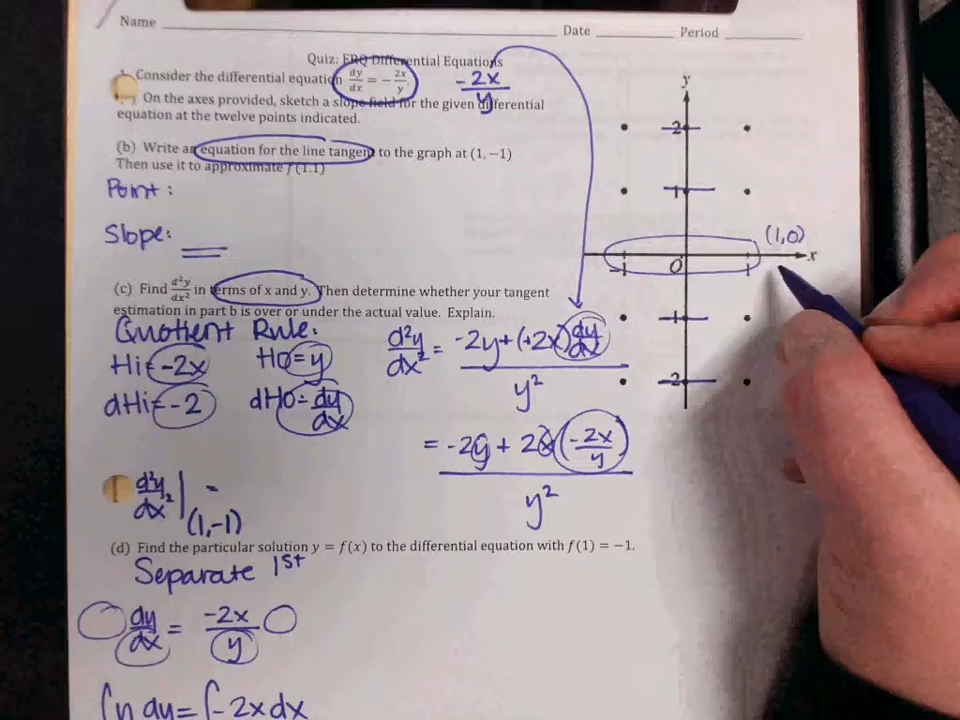 Name Date Period
Quiz: FRQ Differential Equations
Consider the differential equation dy/dx = -2x/y. -2x/y
On the axes provided, sketch a slope field for the given differential
equation at the twelve points indicated.
(b) Write an equation for the line tangent to the graph at (1, −1)
Then use it to approximate f(1.1)
Point:
Slope:
(c) Find d²y/dx² in terms of x and y. Then determine whether your tangent
estimation in part b is over or under the actual value. Explain.
Quotient Rule:
Hi = -2x HO = y
dHi = -2 dHO = dy/dx
d²y/dx² = -2y+(+2x)dy/dx / y²
= -2y + 2x(-2x/y) / y²
d²y/dx² | (1,-1) =
(d) Find the particular solution y = f(x) to the differential equation with f(1) = −1.
Separate 1st
dy/dx = -2x/y
∫y dy = ∫-2x dx
y
2
1
(1,0)
x
-1 0 1
-1
-2